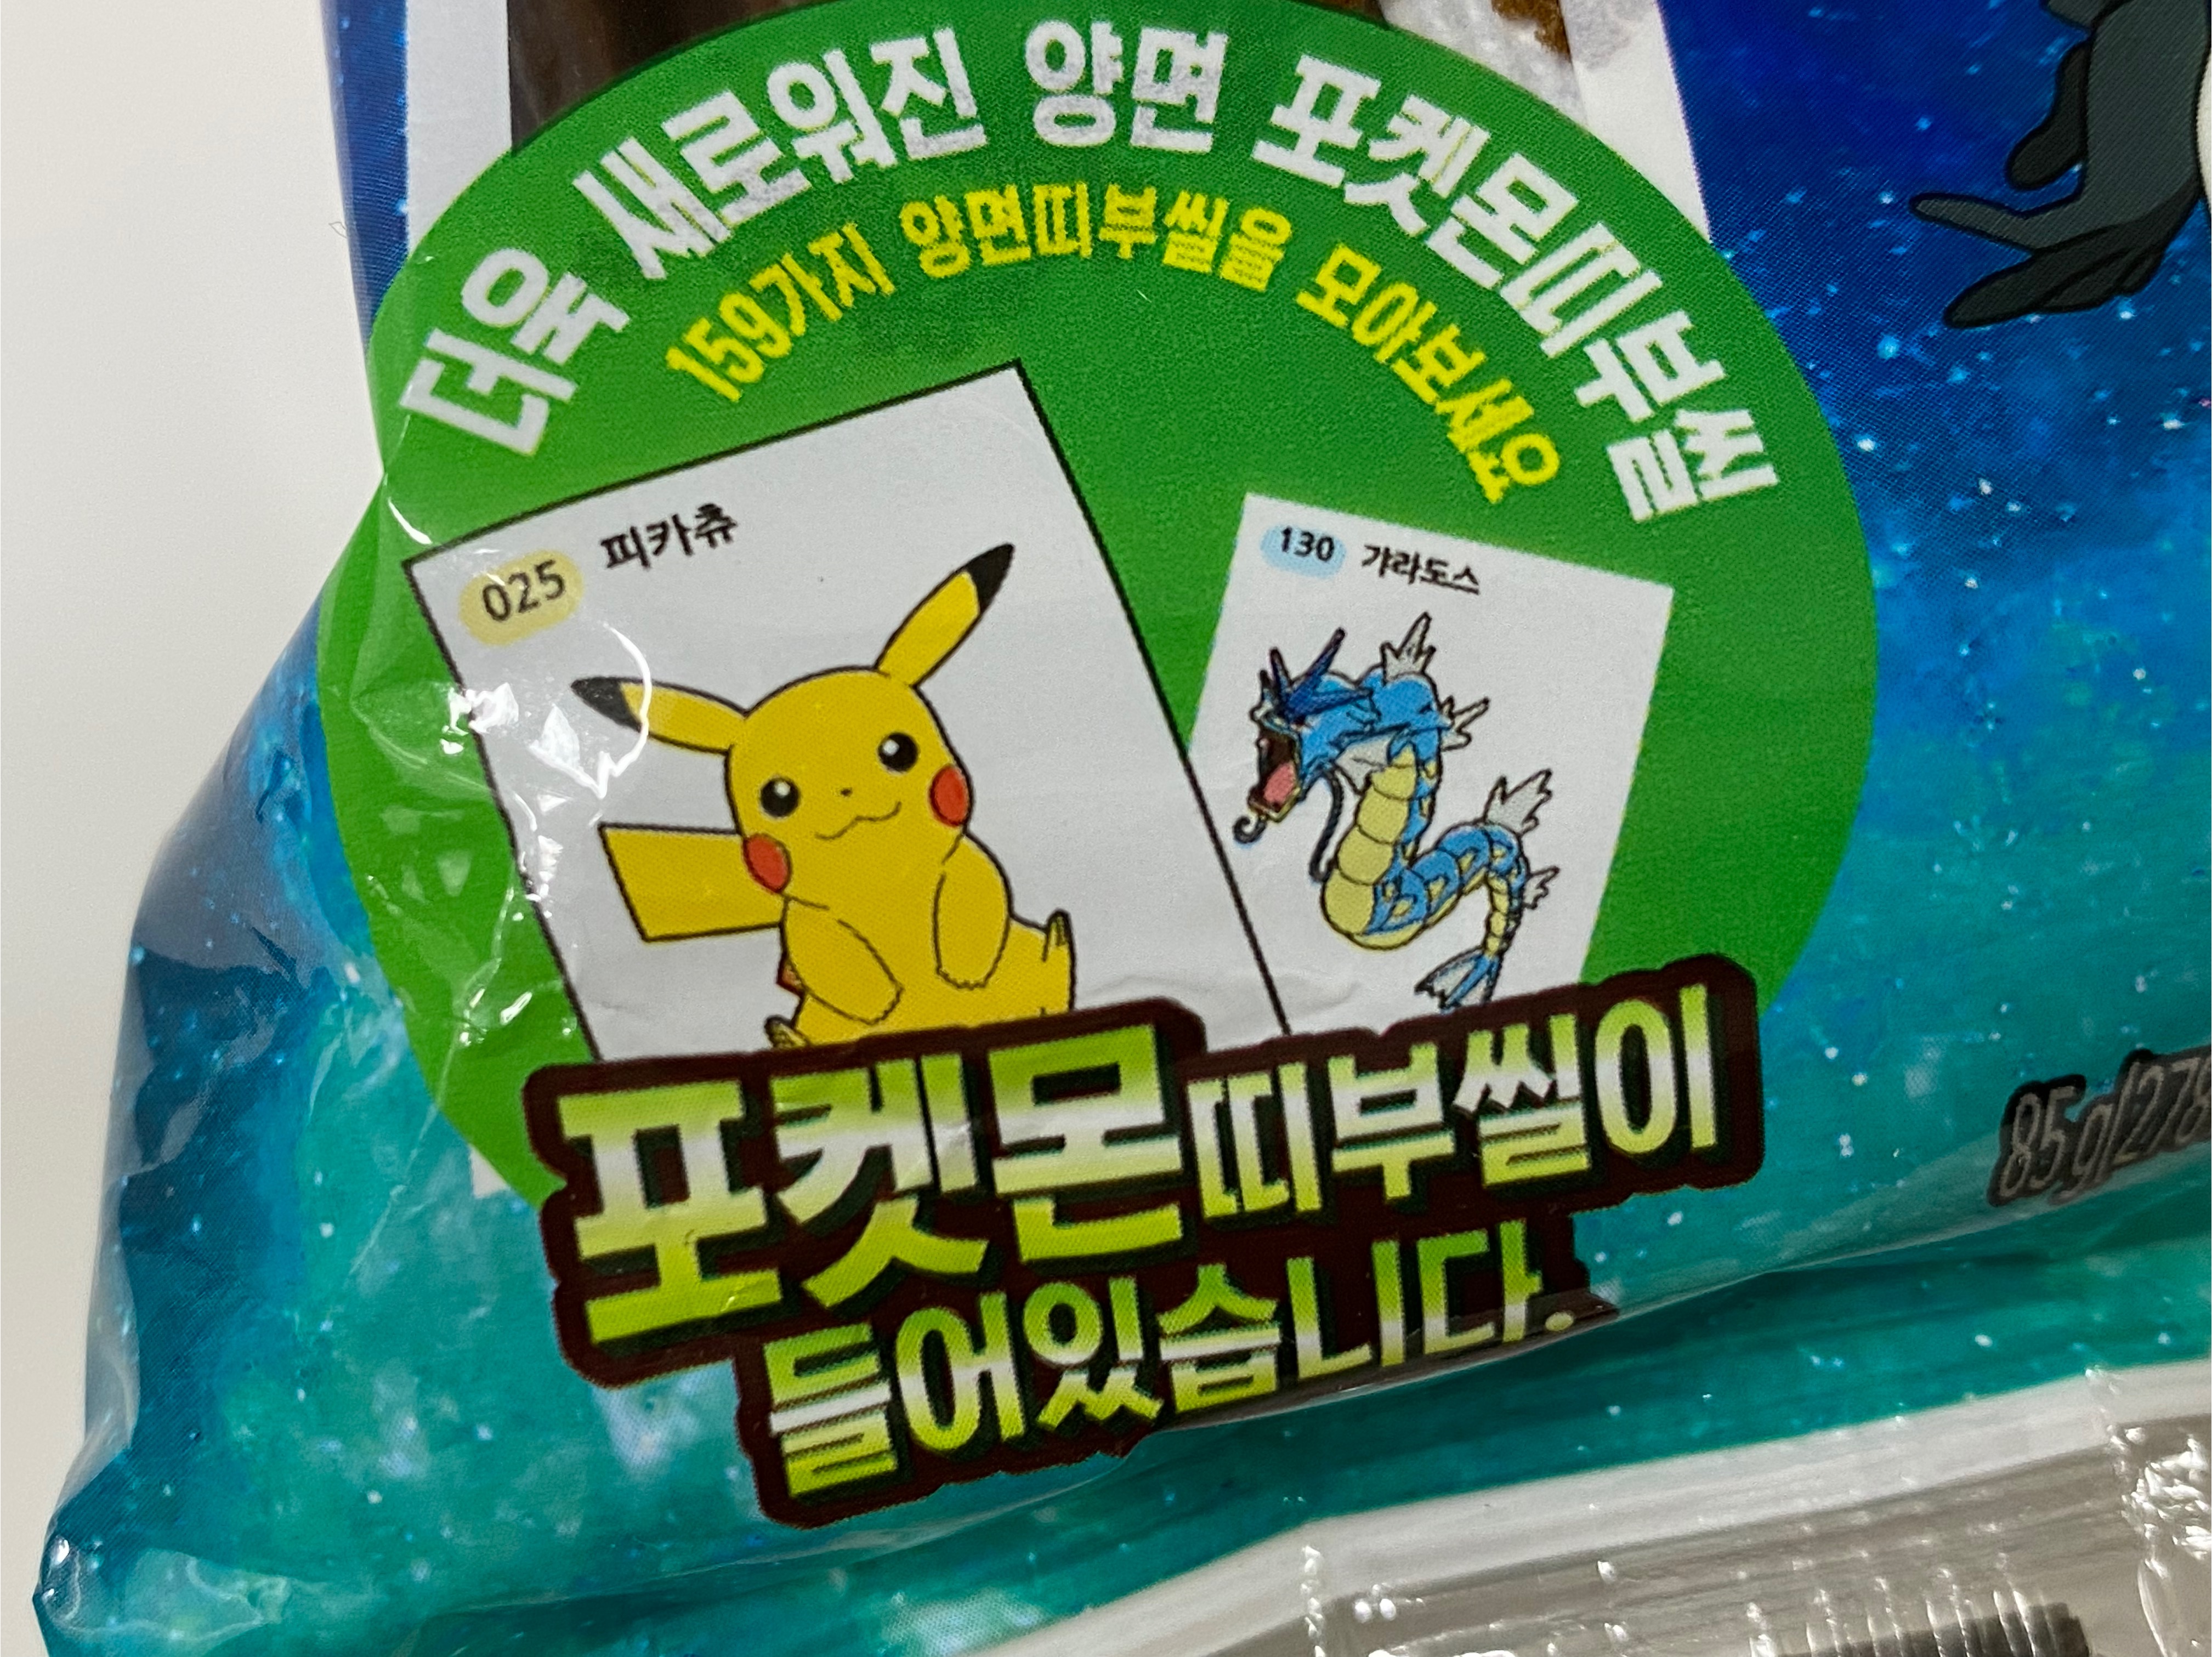 더욱 새로워진 양면 포켓몬띠부씰
159가지 양면띠부씰을 모아보세요
025 피카츄
130 갸라도스
포켓몬띠부씰이
들어있습니다.
85g/